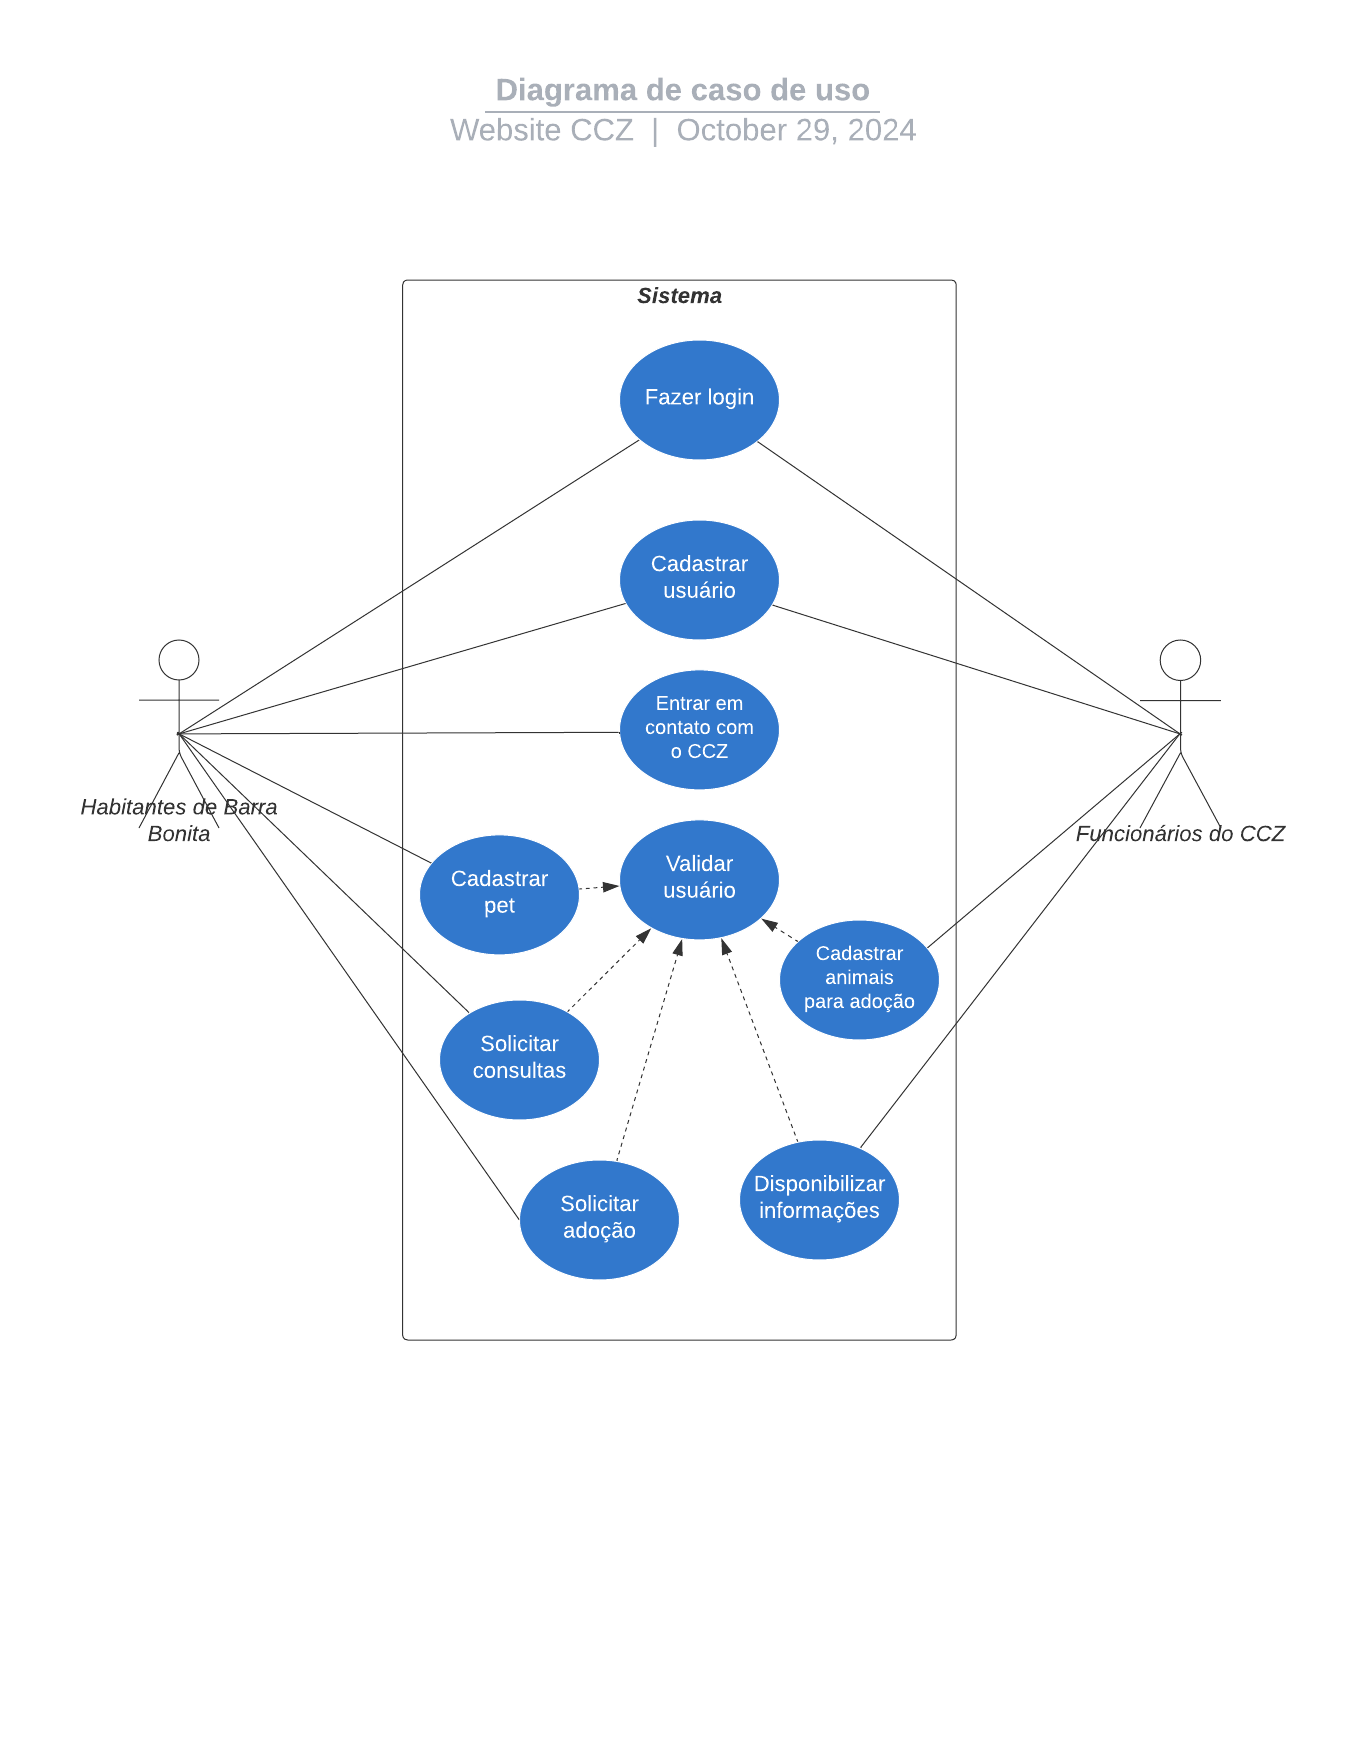 Diagrama de caso de uso
Website CCZ | October 29, 2024
Sistema
Fazer login
Cadastrar
usuário
Entrar em
contato com
o CCZ
Habitantes de Barra
Bonita
Funcionários do CCZ
Validar
usuário
Cadastrar
pet
Cadastrar
animais
para adoção
Solicitar
consultas
Solicitar
adoção
Disponibilizar
informações